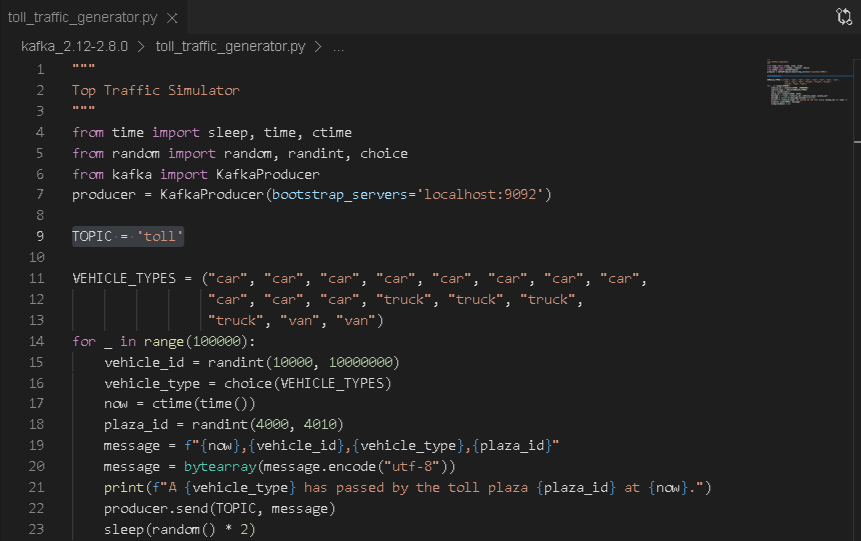 toll_traffic_generator.py ×
kafka_2.12-2.8.0 > toll_traffic_generator.py > ...
1 """
2 Top Traffic Simulator
3 """
4 from time import sleep, time, ctime
5 from random import random, randint, choice
6 from kafka import KafkaProducer
7 producer = KafkaProducer(bootstrap_servers='localhost:9092')
8
9 TOPIC = 'toll'
10
11 VEHICLE_TYPES = ("car", "car", "car", "car", "car", "car", "car", "car",
12 "car", "car", "car", "truck", "truck", "truck",
13 "truck", "van", "van")
14 for _ in range(100000):
15 vehicle_id = randint(10000, 10000000)
16 vehicle_type = choice(VEHICLE_TYPES)
17 now = ctime(time())
18 plaza_id = randint(4000, 4010)
19 message = f"{now},{vehicle_id},{vehicle_type},{plaza_id}"
20 message = bytearray(message.encode("utf-8"))
21 print(f"A {vehicle_type} has passed by the toll plaza {plaza_id} at {now}.")
22 producer.send(TOPIC, message)
23 sleep(random() * 2)